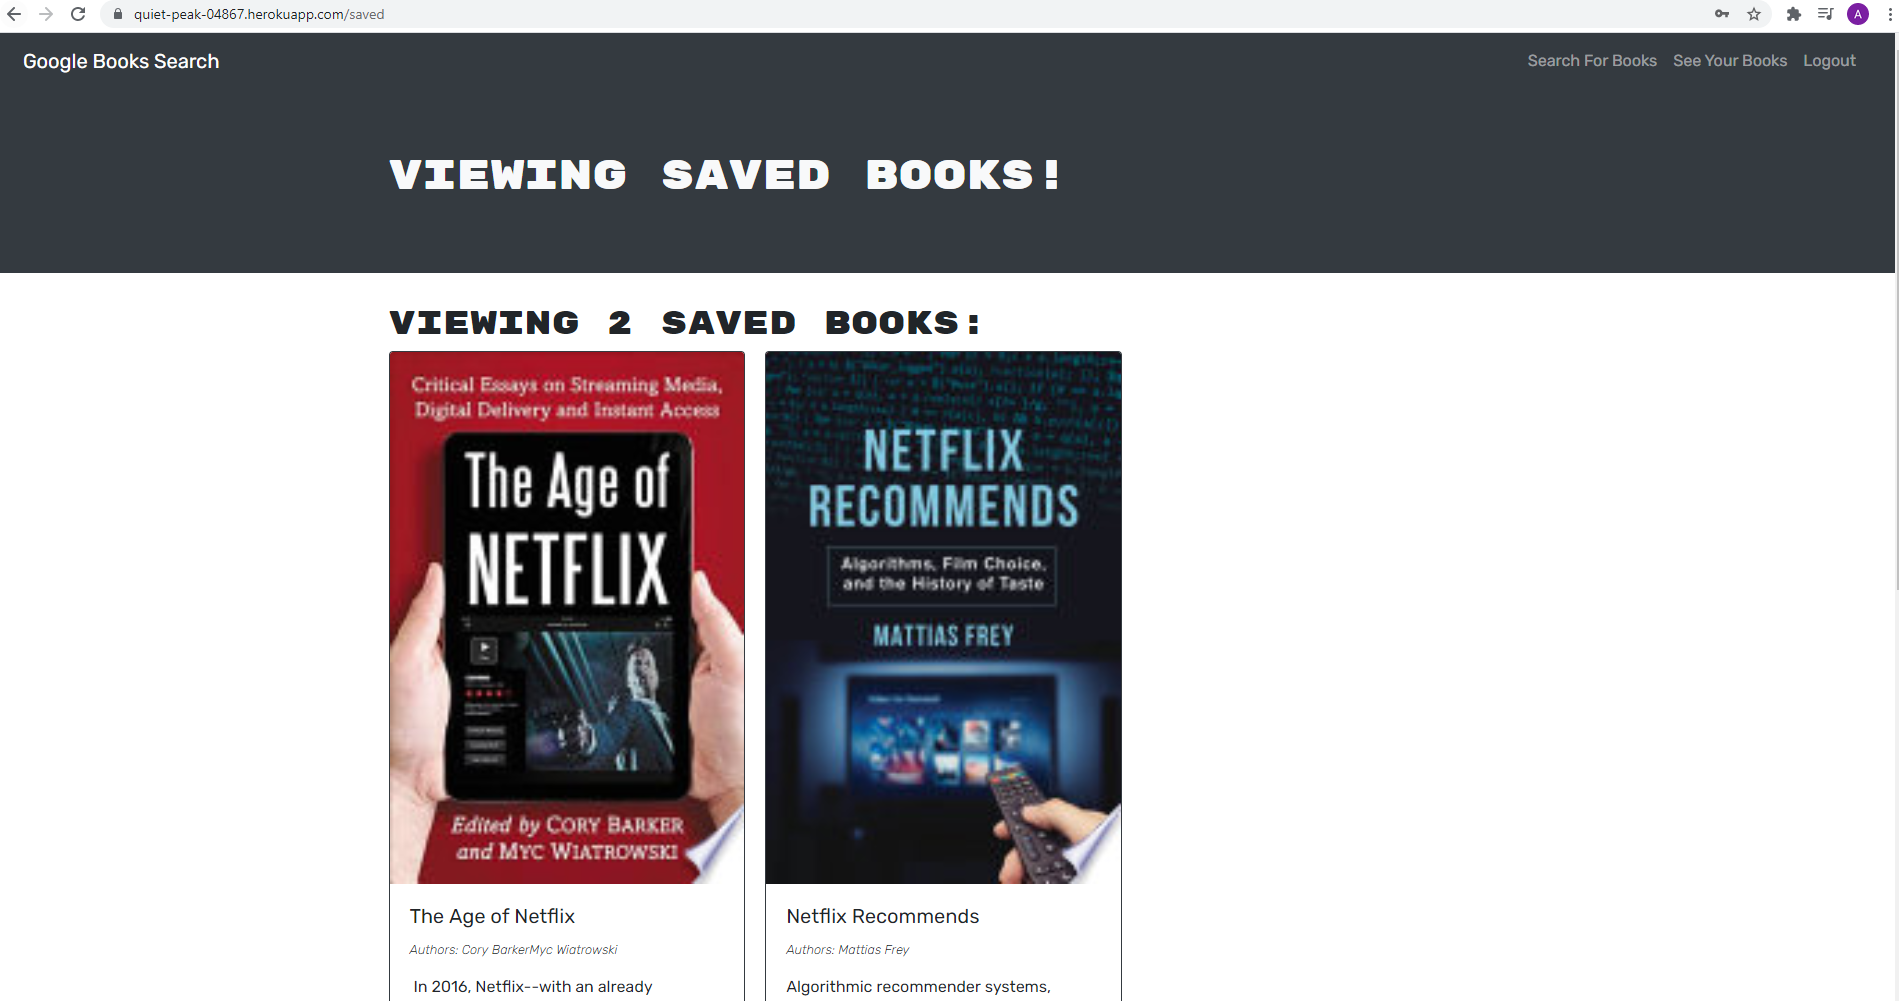 quiet-peak-04867.herokuapp.com/saved
A
Google Books Search
Search For Books See Your Books Logout
VIEWING SAVED BOOKS!
VIEWING 2 SAVED BOOKS:
Critical Essays on Streaming Media,
Digital Delivery and Instant Access
The Age of
NETFLIX
Edited by CORY BARKER
and MYC WIATROWSKI
The Age of Netflix
Authors: Cory BarkerMyc Wiatrowski
In 2016, Netflix--with an already
NETFLIX
RECOMMENDS
Algorithms, Film Choice,
and the History of Taste
MATTIAS FREY
Netflix Recommends
Authors: Mattias Frey
Algorithmic recommender systems,